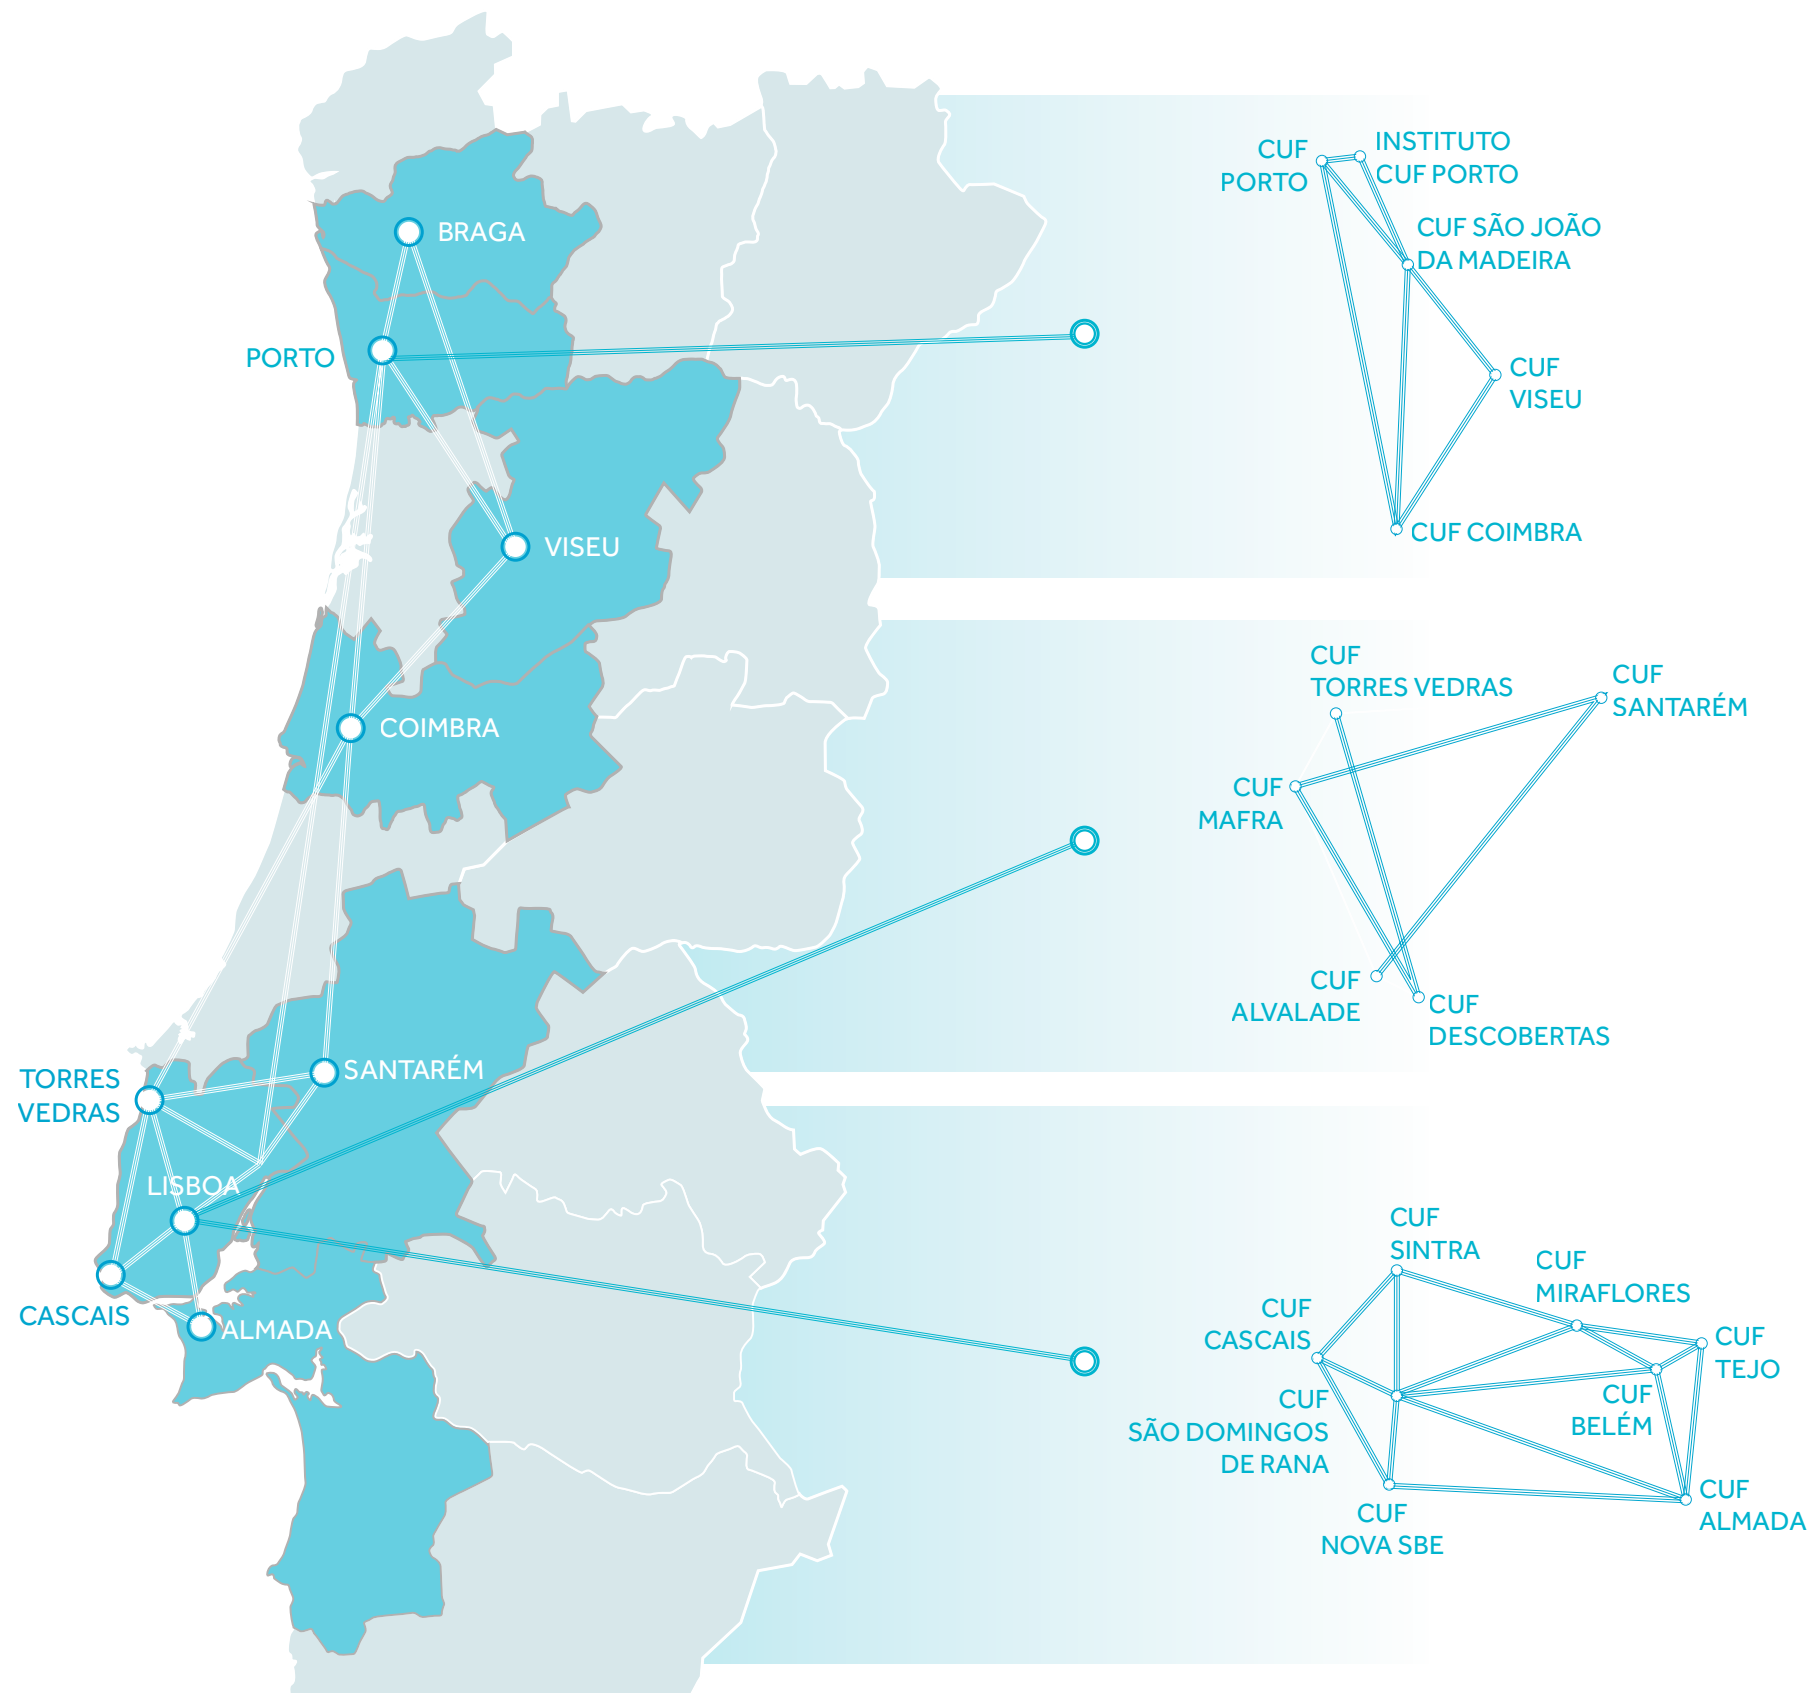 BRAGA
PORTO
VISEU
COIMBRA
SANTARÉM
TORRES
VEDRAS
LISBOA
CASCAIS
ALMADA
CUF
PORTO
INSTITUTO
CUF PORTO
CUF SÃO JOÃO
DA MADEIRA
CUF
VISEU
CUF COIMBRA
CUF
TORRES VEDRAS
CUF
SANTARÉM
CUF
MAFRA
CUF
ALVALADE
CUF
DESCOBERTAS
CUF
SINTRA
CUF
MIRAFLORES
CUF
CASCAIS
CUF
TEJO
CUF
SÃO DOMINGOS
DE RANA
CUF
BELÉM
CUF
ALMADA
CUF
NOVA SBE